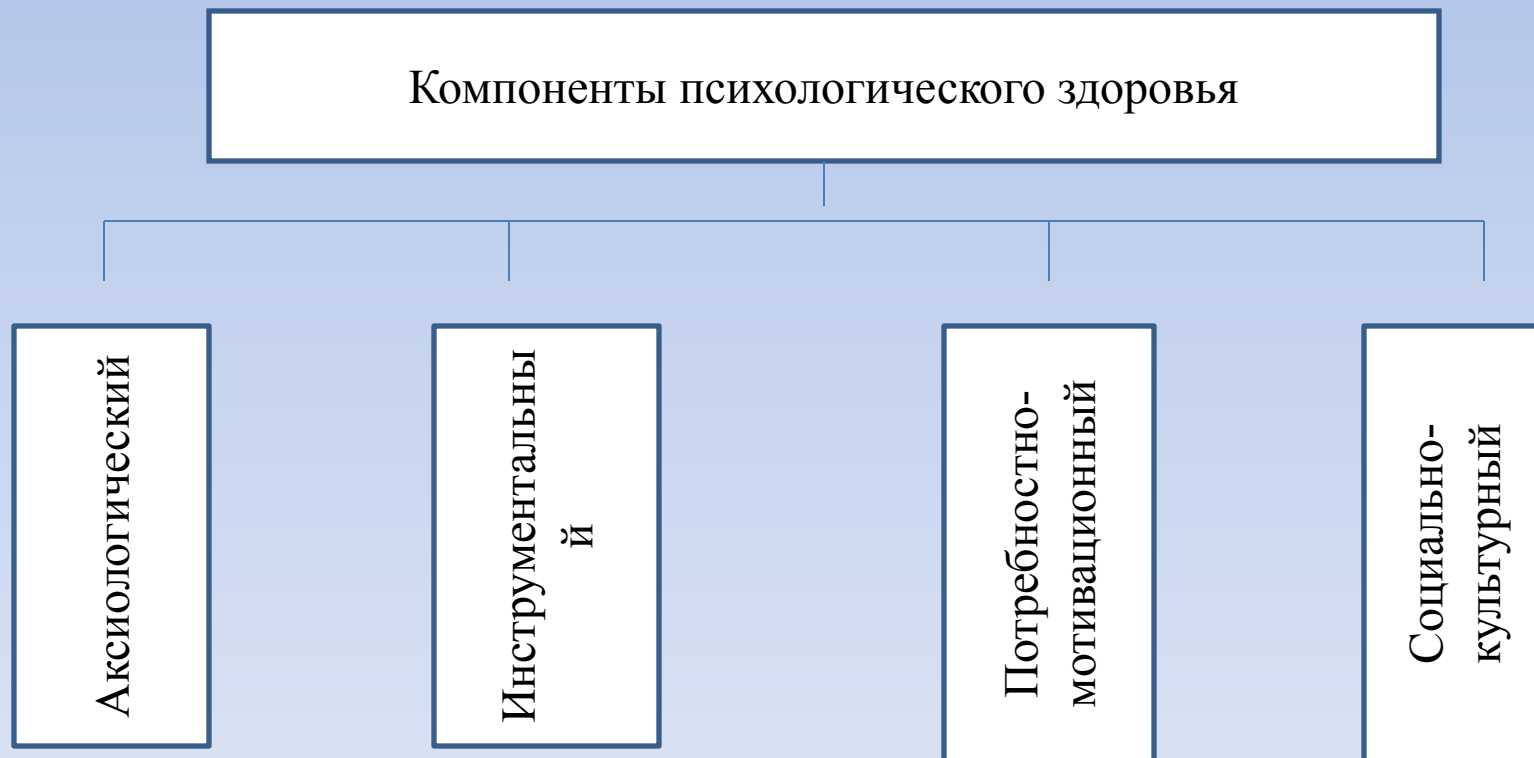 Компоненты психологического здоровья
Аксиологический
Инструментальны
й
Потребностно-
мотивационный
Социально-
культурный